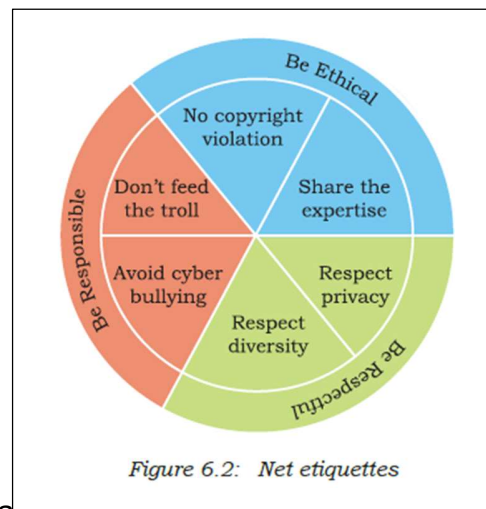 Be Ethical
No copyright
violation
Share the
expertise
Be Responsible
Don't feed
the troll
Avoid cyber
bullying
Respect
privacy
Respect
diversity
Be Respectful
Figure 6.2: Net etiquettes